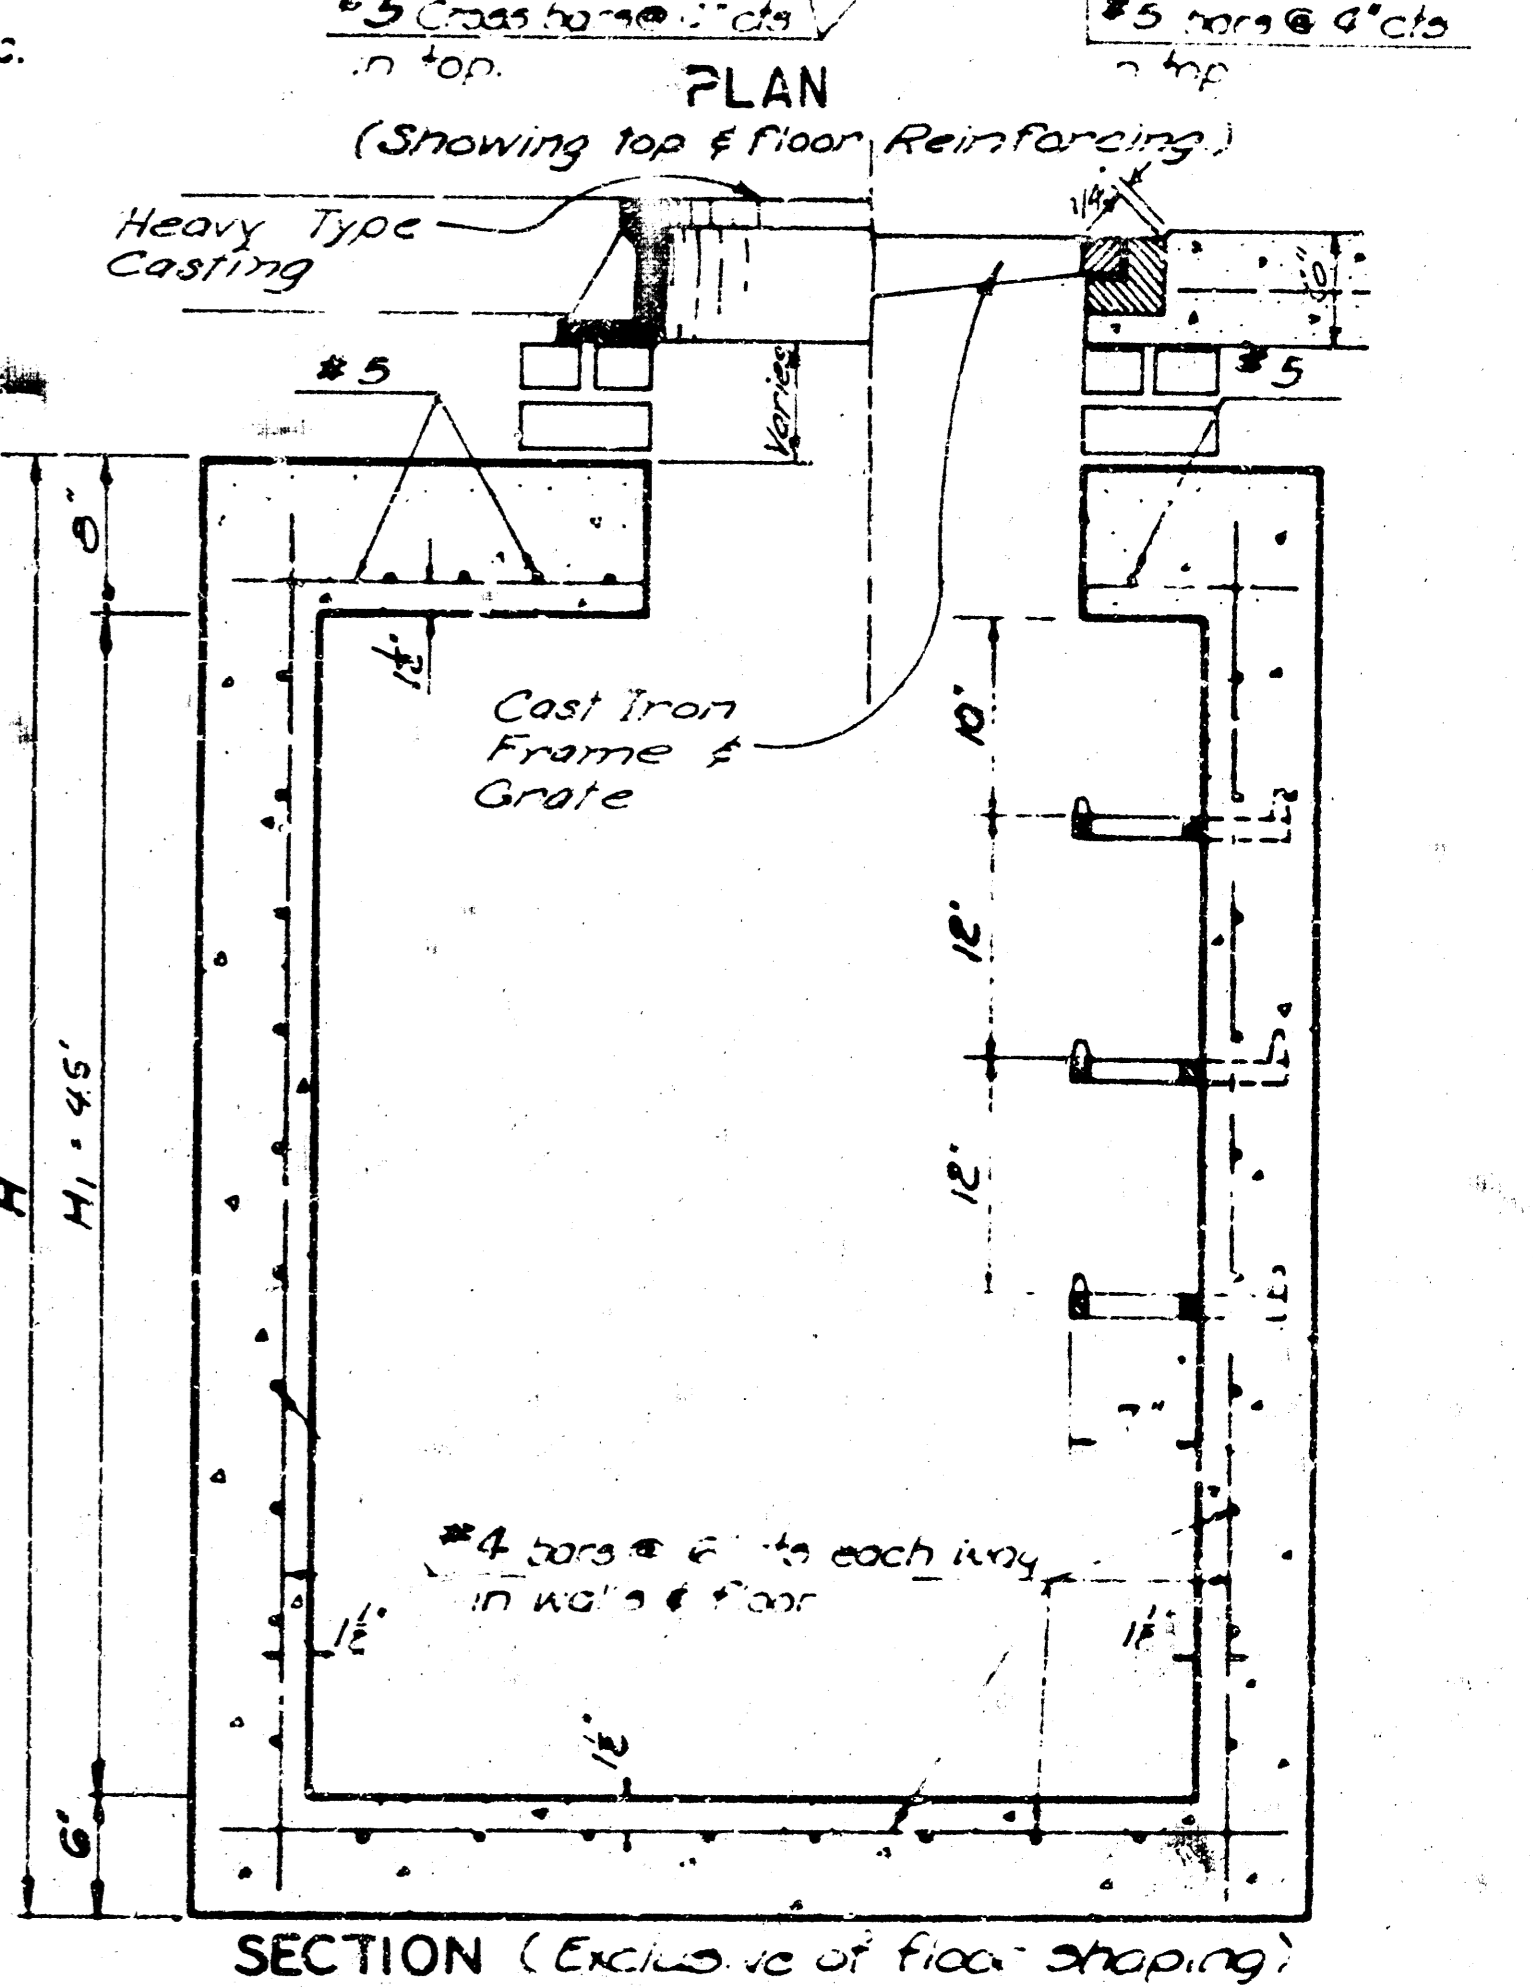 #5 Cross bars @ cts
in top.
#5 bars @ 4" cts
in top
PLAN
(Showing top & floor Reinforcing.)
Heavy Type
Casting
#5
Varies
#5
8"
1½"
Cast Iron
Frame &
Grate
10"
12"
12"
H
H₁ = 4.5'
#4 bars @ 6" cts each way
in walls & floor
1½"
1½"
1½"
6"
SECTION (Exclusive of floor shaping)